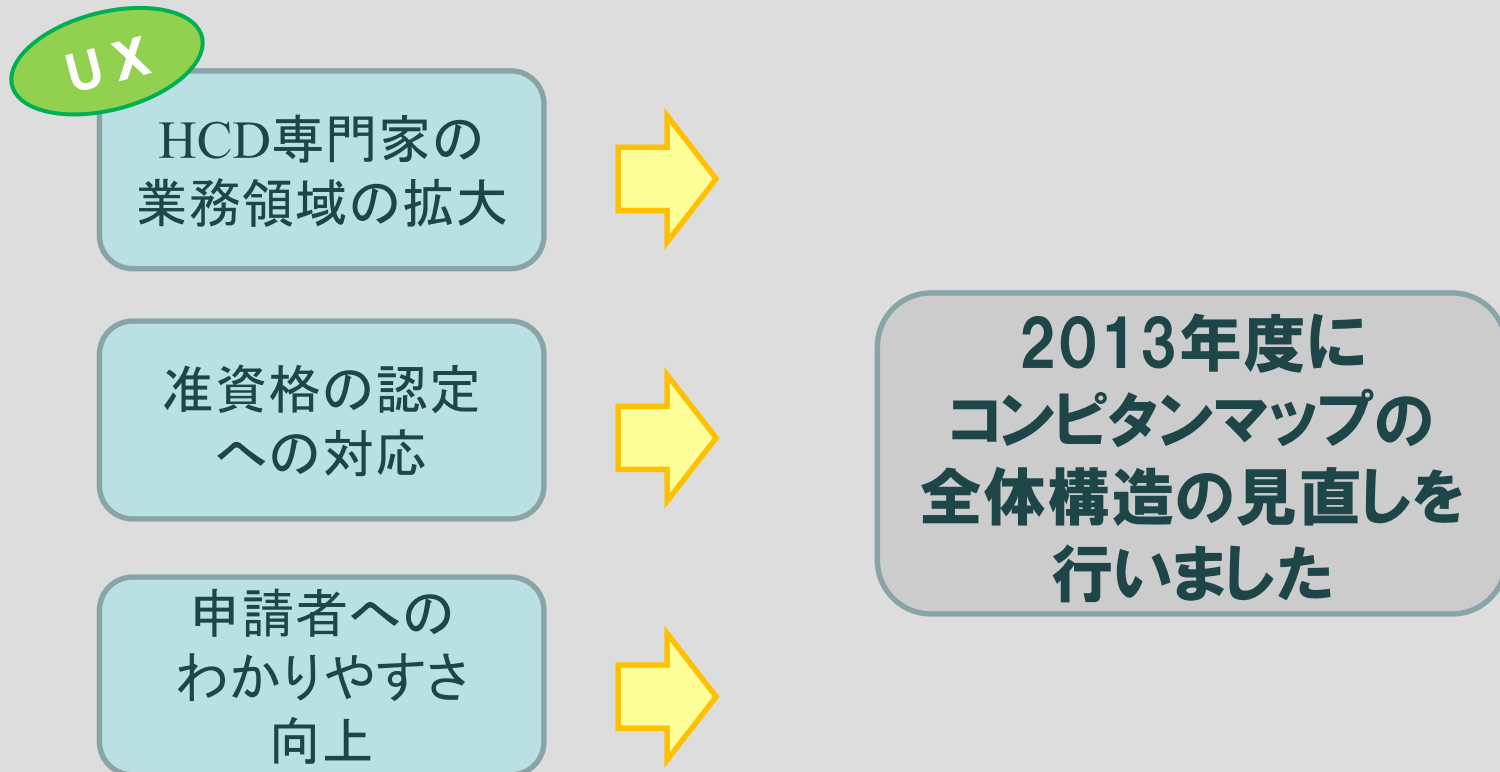 UX
HCD専門家の
業務領域の拡大
准資格の認定
への対応
申請者への
わかりやすさ
向上
2013年度に
コンピタンマップの
全体構造の見直しを
行いました